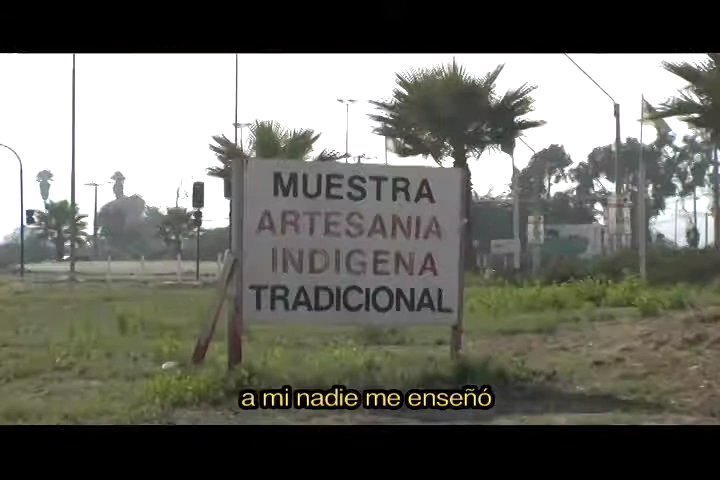 MUESTRA
ARTESANIA
INDIGENA
TRADICIONAL
a mi nadie me enseñó